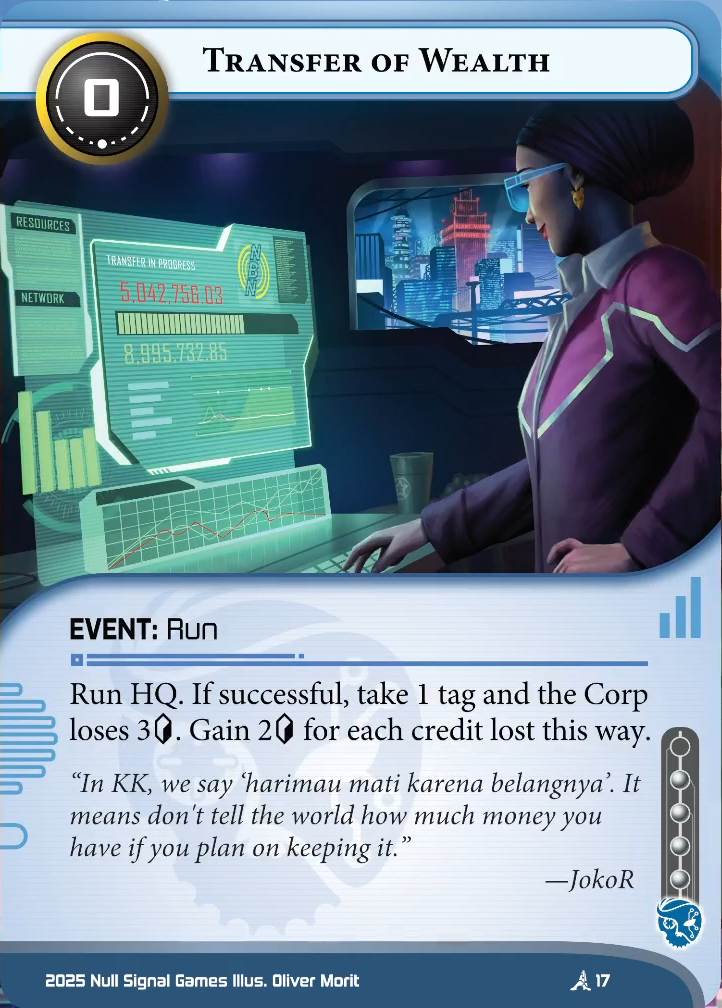 Transfer of Wealth
0
RESOURCES
NETWORK
TRANSFER IN PROGRESS
5,042,756.03
8,995,732.85
NBN
EVENT: Run
Run HQ. If successful, take 1 tag and the Corp
loses 3. Gain 2 for each credit lost this way.
“In KK, we say ‘harimau mati karena belangnya’. It
means don't tell the world how much money you
have if you plan on keeping it.”
—JokoR
2025 Null Signal Games Illus. Oliver Morit
17